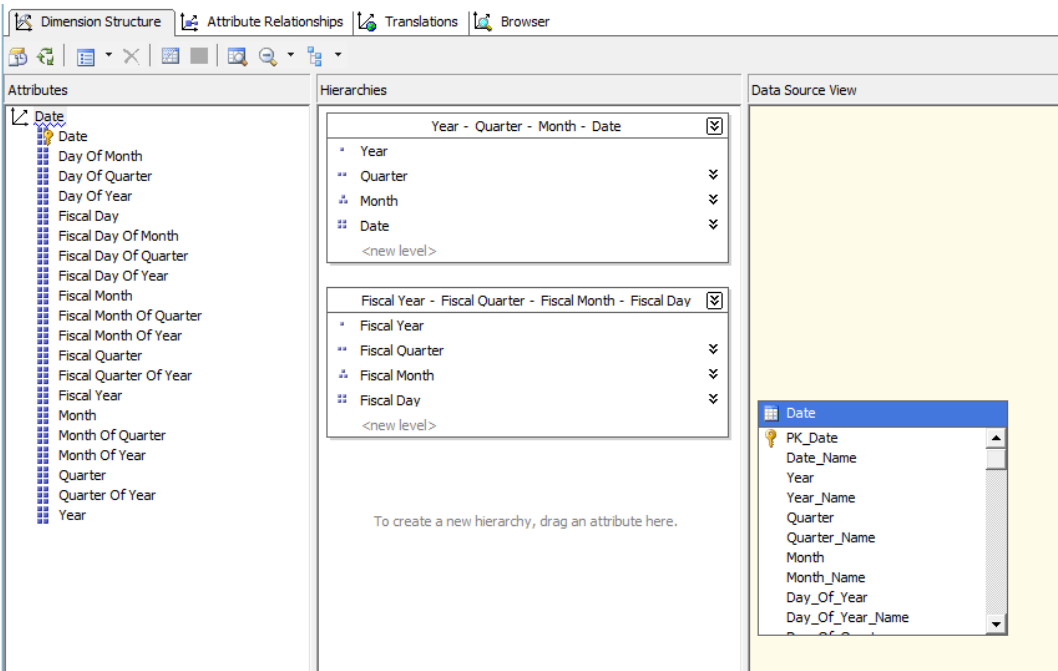 Dimension Structure
Attribute Relationships
Translations
Browser
Attributes
Date
Date
Day Of Month
Day Of Quarter
Day Of Year
Fiscal Day
Fiscal Day Of Month
Fiscal Day Of Quarter
Fiscal Day Of Year
Fiscal Month
Fiscal Month Of Quarter
Fiscal Month Of Year
Fiscal Quarter
Fiscal Quarter Of Year
Fiscal Year
Month
Month Of Quarter
Month Of Year
Quarter
Quarter Of Year
Year
Hierarchies
Year - Quarter - Month - Date
Year
Quarter
Month
Date
<new level>
Fiscal Year - Fiscal Quarter - Fiscal Month - Fiscal Day
Fiscal Year
Fiscal Quarter
Fiscal Month
Fiscal Day
<new level>
To create a new hierarchy, drag an attribute here.
Data Source View
Date
PK_Date
Date_Name
Year
Year_Name
Quarter
Quarter_Name
Month
Month_Name
Day_Of_Year
Day_Of_Year_Name